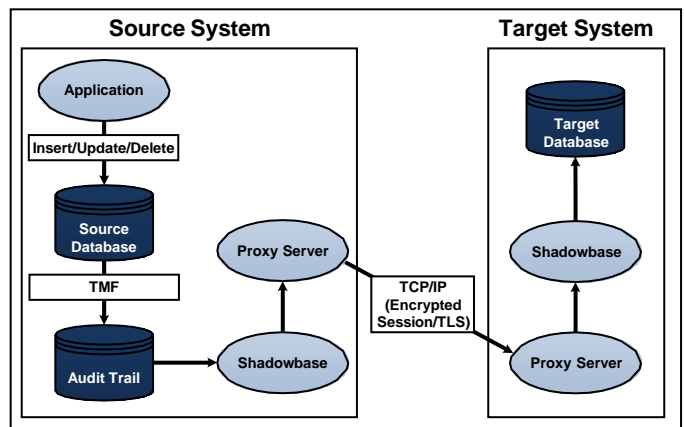 Source System
Target System
Application
Insert/Update/Delete
Source
Database
TMF
Audit Trail
Shadowbase
Proxy Server
TCP/IP
(Encrypted
Session/TLS)
Proxy Server
Shadowbase
Target
Database